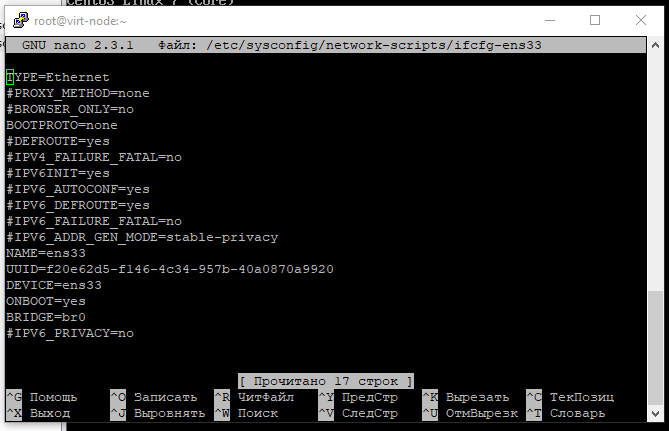 CentOS Linux 7 (Core)
root@virt-node:~
GNU nano 2.3.1 Файл: /etc/sysconfig/network-scripts/ifcfg-ens33
TYPE=Ethernet
#PROXY_METHOD=none
#BROWSER_ONLY=no
BOOTPROTO=none
#DEFROUTE=yes
#IPV4_FAILURE_FATAL=no
#IPV6INIT=yes
#IPV6_AUTOCONF=yes
#IPV6_DEFROUTE=yes
#IPV6_FAILURE_FATAL=no
#IPV6_ADDR_GEN_MODE=stable-privacy
NAME=ens33
UUID=f20e62d5-f146-4c34-957b-40a0870a9920
DEVICE=ens33
ONBOOT=yes
BRIDGE=br0
#IPV6_PRIVACY=no
[ Прочитано 17 строк ]
^G Помощь ^O Записать ^R ЧитФайл ^Y ПредСтр ^K Вырезать ^C ТекПозиц
^X Выход ^J Выровнять ^W Поиск ^V СледСтр ^U ОтмВырезк ^T Словарь